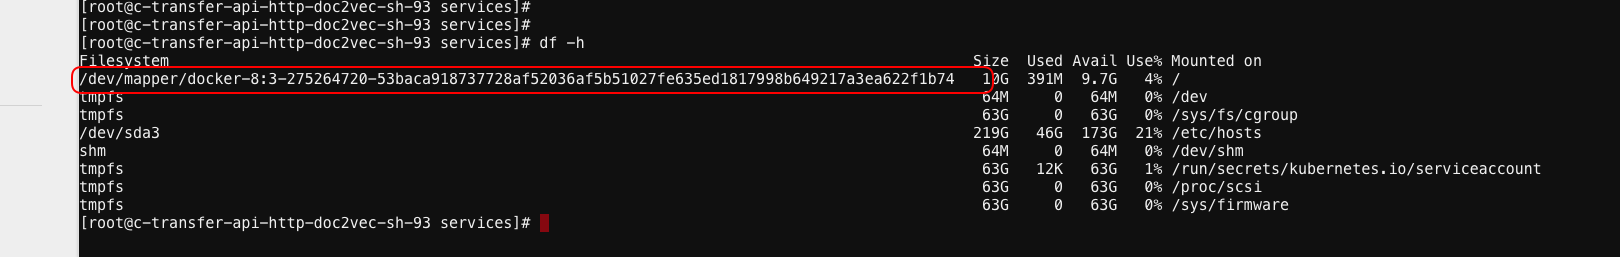 [root@c-transfer-api-http-doc2vec-sh-93 services]#
[root@c-transfer-api-http-doc2vec-sh-93 services]#
[root@c-transfer-api-http-doc2vec-sh-93 services]# df -h
Filesystem Size Used Avail Use% Mounted on
/dev/mapper/docker-8:3-275264720-53baca918737728af52036af5b51027fe635ed1817998b649217a3ea622f1b74 10G 391M 9.7G 4% /
tmpfs 64M 0 64M 0% /dev
tmpfs 63G 0 63G 0% /sys/fs/cgroup
/dev/sda3 219G 46G 173G 21% /etc/hosts
shm 64M 0 64M 0% /dev/shm
tmpfs 63G 12K 63G 1% /run/secrets/kubernetes.io/serviceaccount
tmpfs 63G 0 63G 0% /proc/scsi
tmpfs 63G 0 63G 0% /sys/firmware
[root@c-transfer-api-http-doc2vec-sh-93 services]#